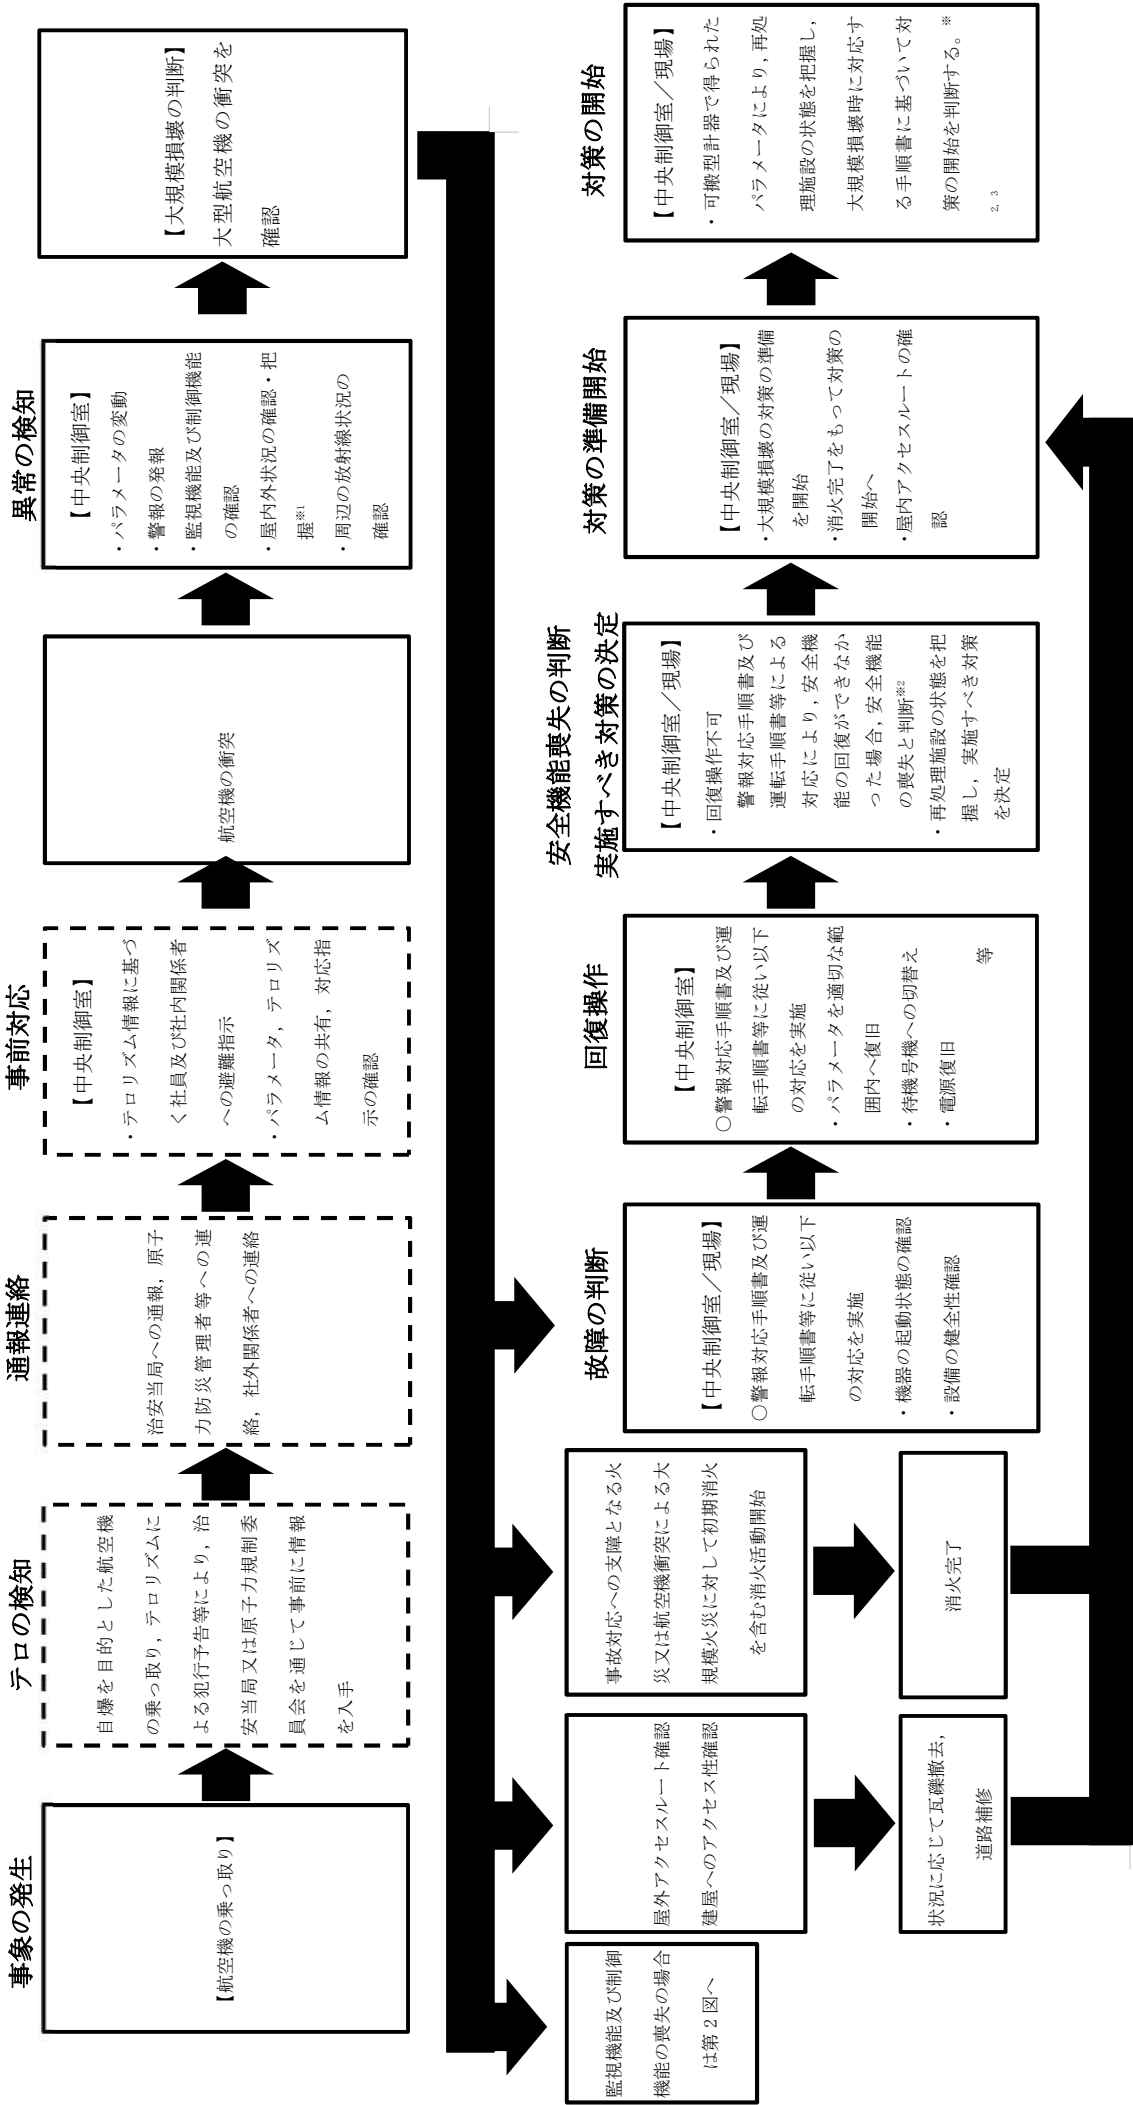 事象の発生
【航空機の乗っ取り】
テロの検知
自爆を目的とした航空機
の乗っ取り，テロリズムに
よる犯行予告等により，治
安当局又は原子力規制委
員会を通じて事前に情報
を入手
通報連絡
治安当局への通報，原子
力防災管理者等への連
絡，社外関係者への連絡
事前対応
【中央制御室】
・テロリズム情報に基づ
く社員及び社内関係者
への避難指示
・パラメータ，テロリズ
ム情報の共有，対応指
示の確認
航空機の衝突
異常の検知
【中央制御室】
・パラメータの変動
・警報の発報
・監視機能及び制御機能
の確認
・屋内外状況の確認・把
握※1
・周辺の放射線状況の
確認
【大規模損壊の判断】
大型航空機の衝突を
確認
監視機能及び制御
機能の喪失の場合
は第２図へ
屋外アクセスルート確認
建屋へのアクセス性確認
状況に応じて瓦礫撤去，
道路補修
事故対応への支障となる火
災又は航空機衝突による大
規模火災に対して初期消火
を含む消火活動開始
消火完了
故障の判断
【中央制御室／現場】
〇警報対応手順書及び運
転手順書等に従い以下
の対応を実施
・機器の起動状態の確認
・設備の健全性確認
回復操作
【中央制御室】
〇警報対応手順書及び運
転手順書等に従い以下
の対応を実施
・パラメータを適切な範
囲内へ復旧
・待機号機への切替え
・電源復旧
等
安全機能喪失の判断
実施すべき対策の決定
【中央制御室／現場】
・回復操作不可
警報対応手順書及び
運転手順書等による
対応により，安全機
能の回復ができなか
った場合，安全機能
の喪失と判断※2
・再処理施設の状態を把
握し，実施すべき対策
を決定
対策の準備開始
【中央制御室／現場】
・大規模損壊の対策の準備
を開始
・消火完了をもって対策の
開始へ
・屋内アクセスルートの確
認
対策の開始
【中央制御室／現場】
・可搬型計器で得られた
パラメータにより，再処
理施設の状態を把握し，
大規模損壊時に対応す
る手順書に基づいて対
策の開始を判断する。※
2，3